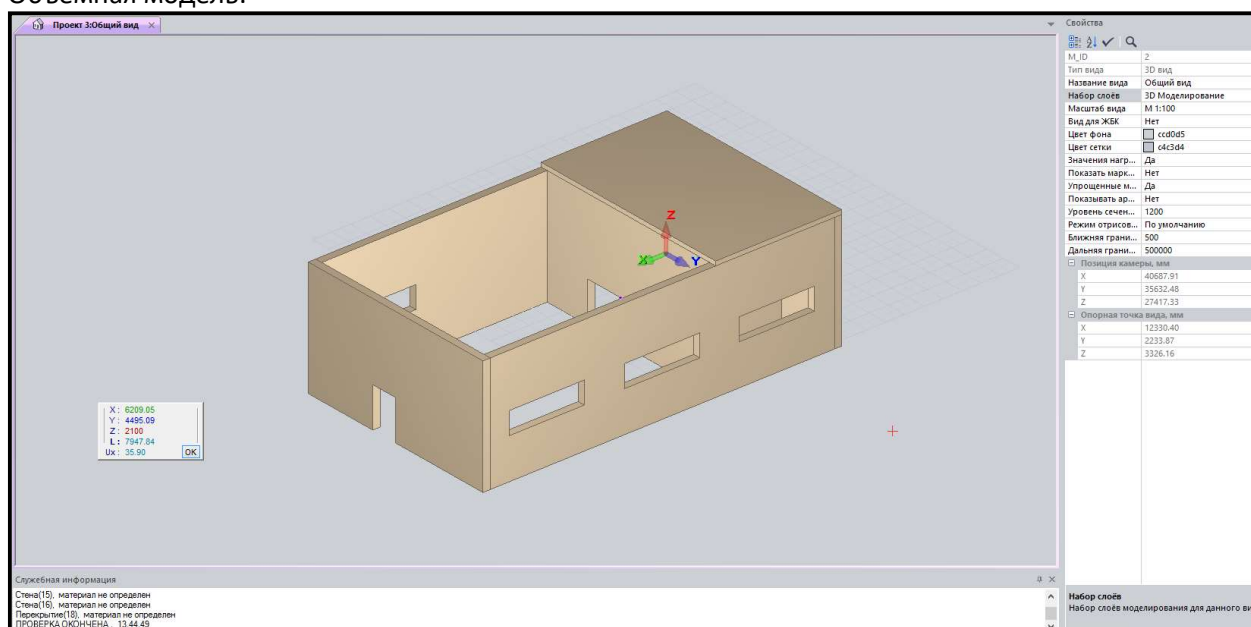 Объемная модель:
Проект 3:Общий вид
Свойства
M_ID 2
Тип вида 3D вид
Название вида Общий вид
Набор слоёв 3D Моделирование
Масштаб вида М 1:100
Вид для ЖБК Нет
Цвет фона ccd0d5
Цвет сетки c4c3d4
Значения нагр... Да
Показать марк... Нет
Упрощенные м... Да
Показывать ар... Нет
Уровень сечен... 1200
Режим отрисов... По умолчанию
Ближняя грани... 500
Дальняя грани... 500000
Позиция камеры, мм
X 40687.91
Y 35632.48
Z 27417.33
Опорная точка вида, мм
X 12330.40
Y 2233.87
Z 3326.16
Z
X Y
X: 6209.05
Y: 4495.09
Z: 2100
L: 7947.84
Ux: 35.90 OK
Служебная информация
Стена(15), материал не определен
Стена(16), материал не определен
Перекрытие(18), материал не определен
ПРОВЕРКА ОКОНЧЕНА , 13.44.49
Набор слоёв
Набор слоёв моделирования для данного ви